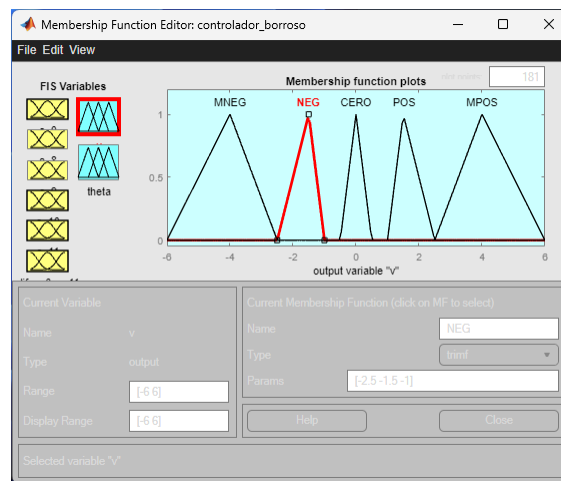 Membership Function Editor: controlador_borroso
File Edit View
FIS Variables
theta
Membership function plots
181
MNEG NEG CERO POS MPOS
1
0.5
0
-6 -4 -2 0 2 4 6
output variable "v"
Current Variable
Name v
Type output
Range [-6 6]
Display Range [-6 6]
Current Membership Function (click on MF to select)
Name NEG
Type trimf
Params [-2.5 -1.5 -1]
Help Close
Selected variable "v"